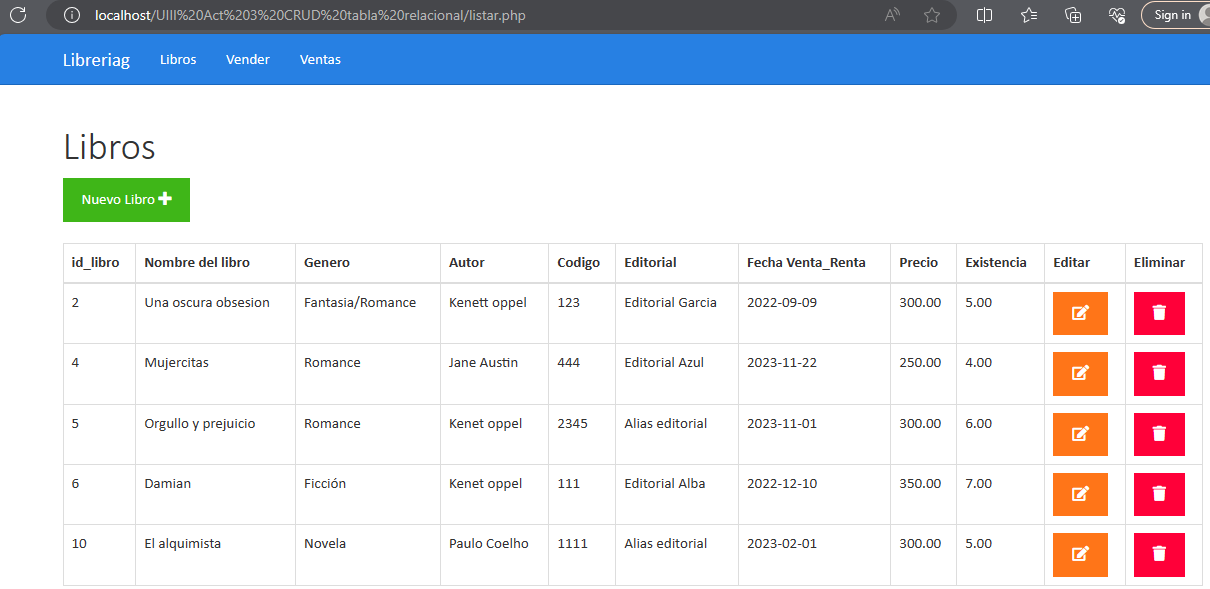 localhost/UIII%20Act%203%20CRUD%20tabla%20relacional/listar.php
Sign in
Libreriag Libros Vender Ventas
Libros
Nuevo Libro
id_libro Nombre del libro Genero Autor Codigo Editorial Fecha Venta_Renta Precio Existencia Editar Eliminar
2 Una oscura obsesion Fantasia/Romance Kenett oppel 123 Editorial Garcia 2022-09-09 300.00 5.00
4 Mujercitas Romance Jane Austin 444 Editorial Azul 2023-11-22 250.00 4.00
5 Orgullo y prejuicio Romance Kenet oppel 2345 Alias editorial 2023-11-01 300.00 6.00
6 Damian Ficción Kenet oppel 111 Editorial Alba 2022-12-10 350.00 7.00
10 El alquimista Novela Paulo Coelho 1111 Alias editorial 2023-02-01 300.00 5.00